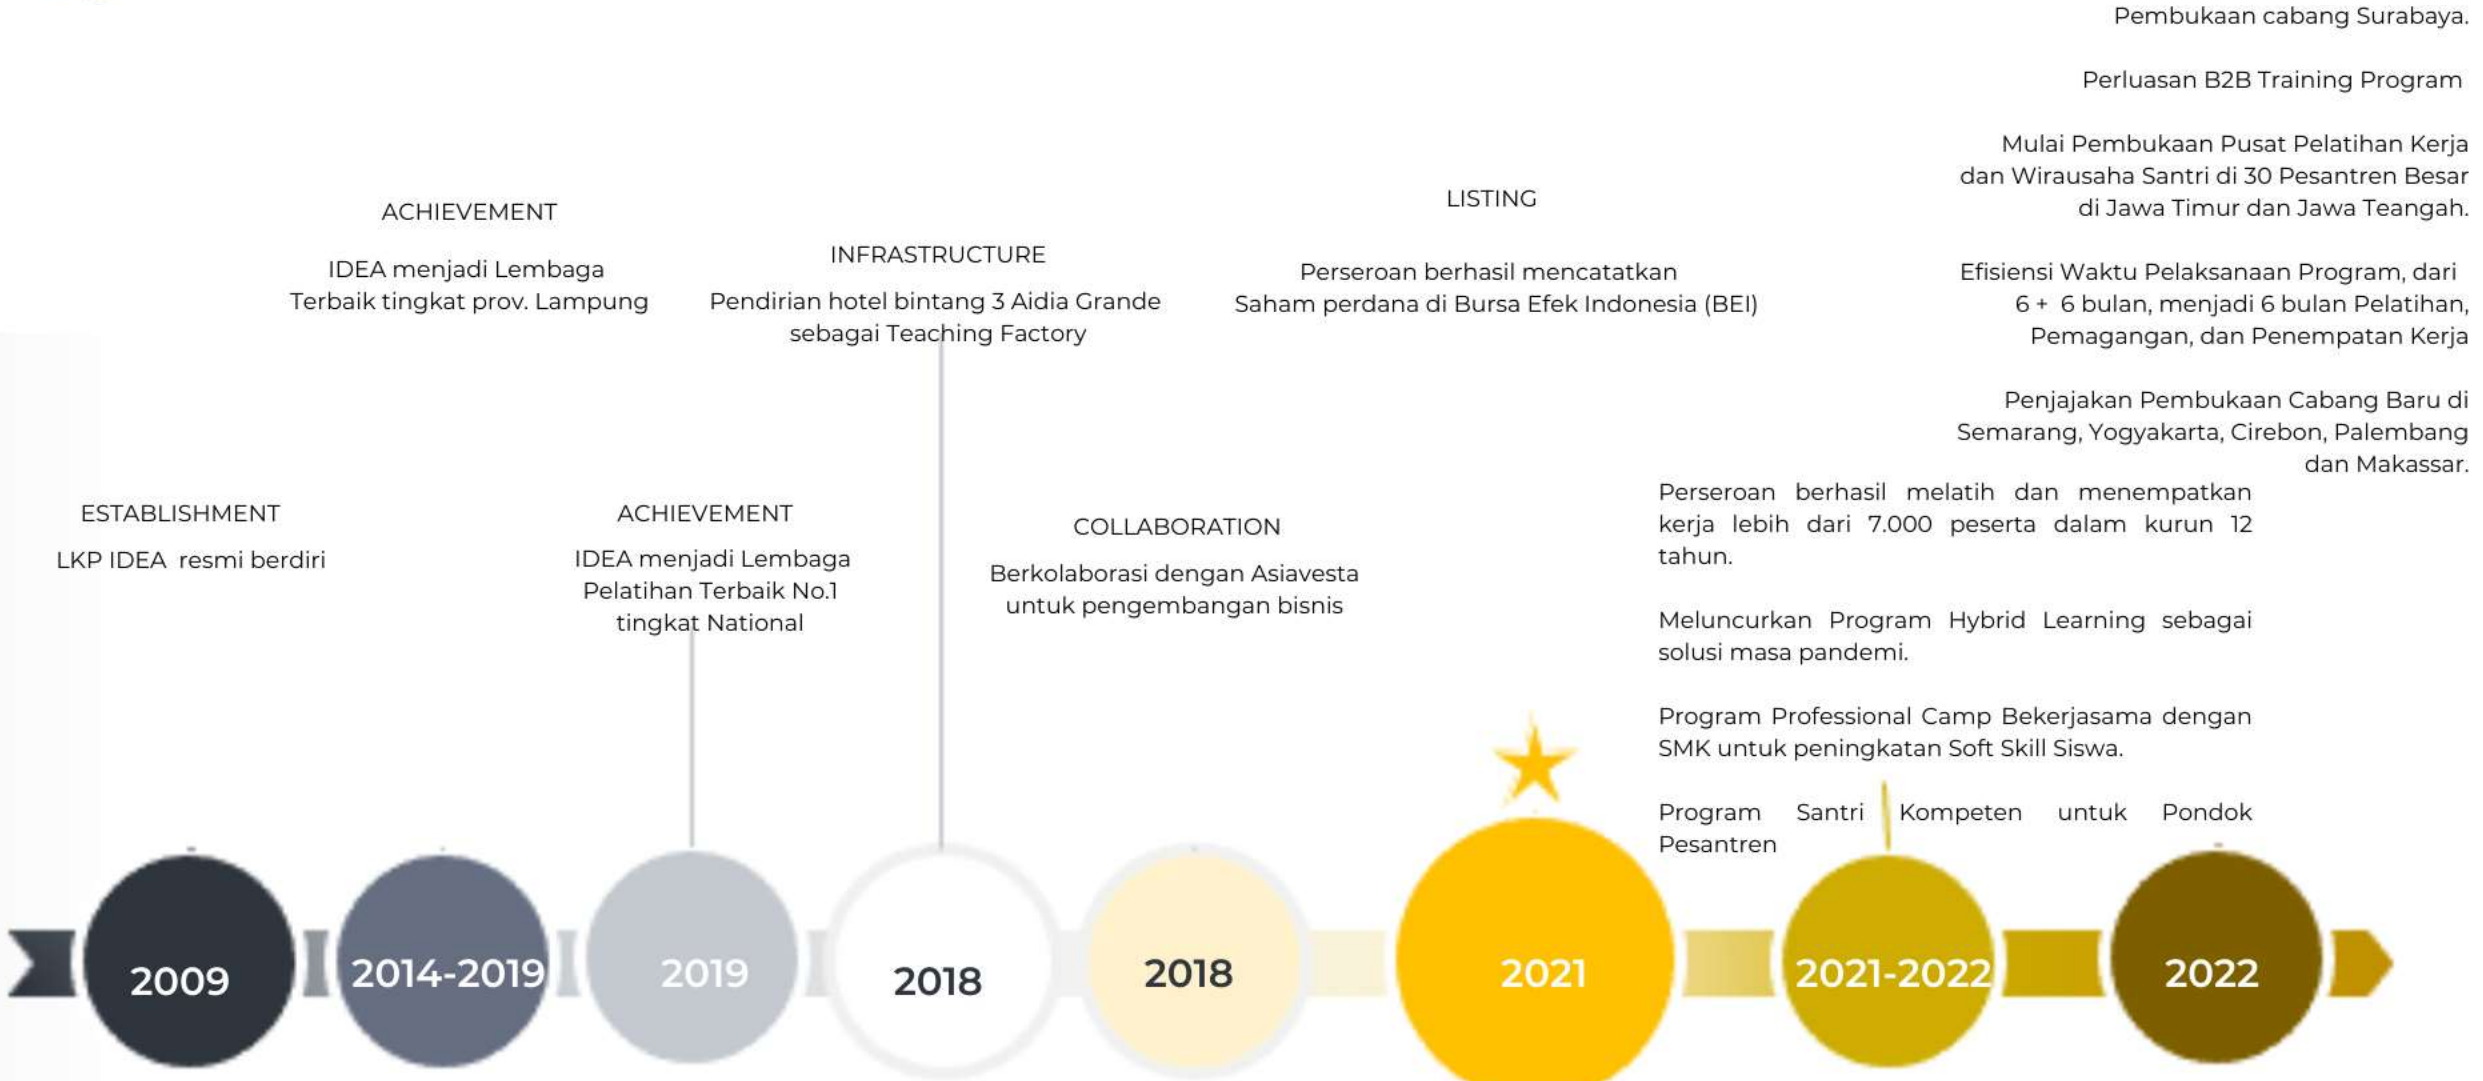 ESTABLISHMENT
LKP IDEA  resmi berdiri
2009
ACHIEVEMENT
IDEA menjadi Lembaga
Terbaik tingkat prov. Lampung
2014-2019
ACHIEVEMENT
IDEA menjadi Lembaga
Pelatihan Terbaik No.1
tingkat National
2019
INFRASTRUCTURE
Pendirian hotel bintang 3 Aidia Grande
sebagai Teaching Factory
2018
COLLABORATION
Berkolaborasi dengan Asiavesta
untuk pengembangan bisnis
2018
LISTING
Perseroan berhasil mencatatkan
Saham perdana di Bursa Efek Indonesia (BEI)
2021
Perseroan berhasil melatih dan menempatkan
kerja lebih dari 7.000 peserta dalam kurun 12
tahun.
Meluncurkan Program Hybrid Learning sebagai
solusi masa pandemi.
Program Professional Camp Bekerjasama dengan
SMK untuk peningkatan Soft Skill Siswa.
Program Santri Kompeten untuk Pondok
Pesantren
2021-2022
Pembukaan cabang Surabaya.
Perluasan B2B Training Program
Mulai Pembukaan Pusat Pelatihan Kerja
dan Wirausaha Santri di 30 Pesantren Besar
di Jawa Timur dan Jawa Teangah.
Efisiensi Waktu Pelaksanaan Program, dari
6 +  6 bulan, menjadi 6 bulan Pelatihan,
Pemagangan, dan Penempatan Kerja
Penjajakan Pembukaan Cabang Baru di
Semarang, Yogyakarta, Cirebon, Palembang
dan Makassar.
2022